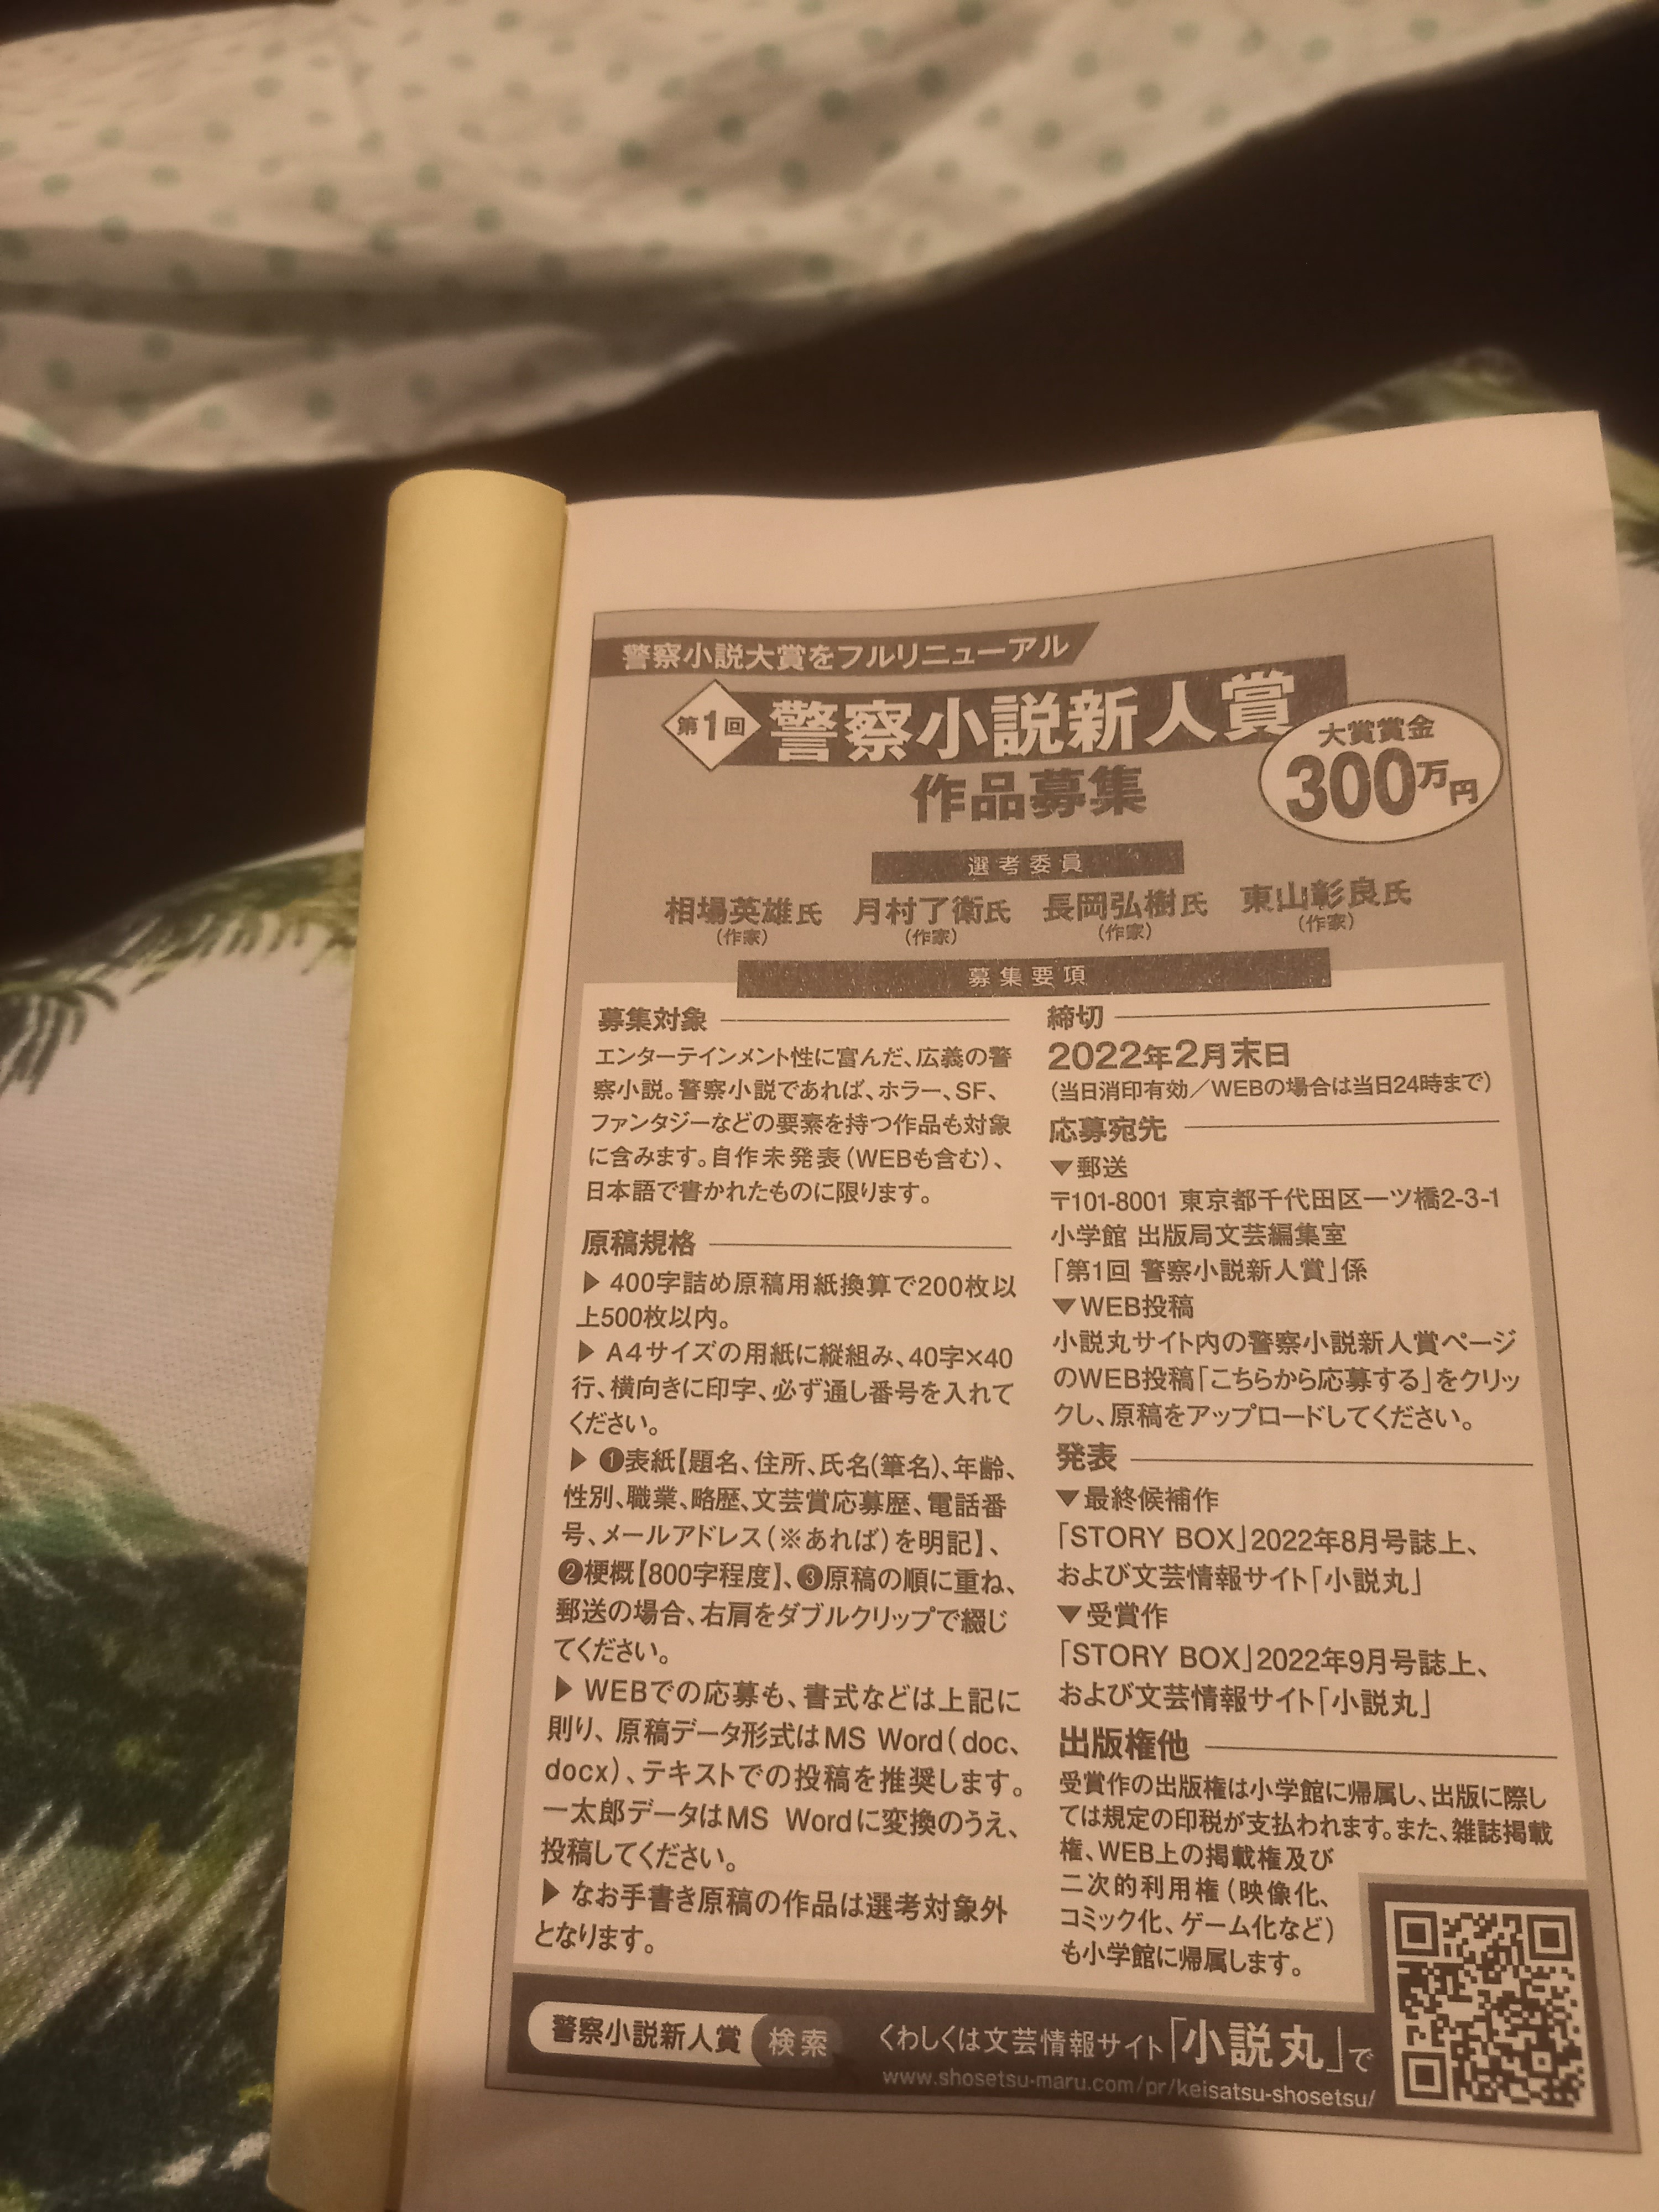 警察小説大賞をフルリニューアル
第1回 警察小説新人賞
作品募集
大賞賞金
300万円
選考委員
相場英雄氏 月村了衛氏 長岡弘樹氏 東山彰良氏
(作家) (作家) (作家) (作家)
募集要項
募集対象
エンターテインメント性に富んだ、広義の警
察小説。警察小説であれば、ホラー、SF、
ファンタジーなどの要素を持つ作品も対象
に含みます。自作未発表(WEBも含む)、
日本語で書かれたものに限ります。
原稿規格
▶ 400字詰め原稿用紙換算で200枚以
上500枚以内。
▶ A4サイズの用紙に縦組み、40字×40
行、横向きに印字、必ず通し番号を入れて
ください。
▶ ❶表紙【題名、住所、氏名(筆名)、年齢、
性別、職業、略歴、文芸賞応募歴、電話番
号、メールアドレス(※あれば)を明記】、
❷梗概【800字程度】、❸原稿の順に重ね、
郵送の場合、右肩をダブルクリップで綴じ
てください。
▶ WEBでの応募も、書式などは上記に
則り、原稿データ形式はMS Word(doc、
docx)、テキストでの投稿を推奨します。
一太郎データはMS Wordに変換のうえ、
投稿してください。
▶ なお手書き原稿の作品は選考対象外
となります。
締切
2022年2月末日
(当日消印有効/WEBの場合は当日24時まで)
応募宛先
▼郵送
〒101-8001 東京都千代田区一ツ橋2-3-1
小学館 出版局文芸編集室
「第1回 警察小説新人賞」係
▼WEB投稿
小説丸サイト内の警察小説新人賞ページ
のWEB投稿「こちらから応募する」をクリッ
クし、原稿をアップロードしてください。
発表
▼最終候補作
「STORY BOX」2022年8月号誌上、
および文芸情報サイト「小説丸」
▼受賞作
「STORY BOX」2022年9月号誌上、
および文芸情報サイト「小説丸」
出版権他
受賞作の出版権は小学館に帰属し、出版に際し
ては規定の印税が支払われます。また、雑誌掲載
権、WEB上の掲載権及び
二次的利用権(映像化、
コミック化、ゲーム化など)
も小学館に帰属します。
警察小説新人賞 検索
くわしくは文芸情報サイト「小説丸」で
www.shosetsu-maru.com/pr/keisatsu-shosetsu/